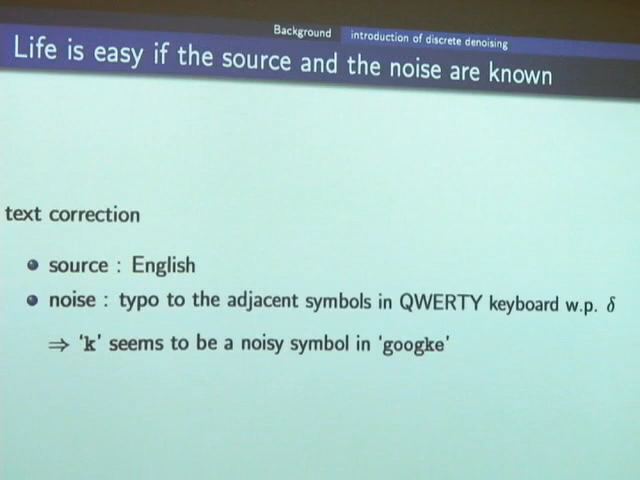 Background introduction of discrete denoising
Life is easy if the source and the noise are known
text correction
source : English
noise : typo to the adjacent symbols in QWERTY keyboard w.p. δ
⇒ 'k' seems to be a noisy symbol in 'googke'